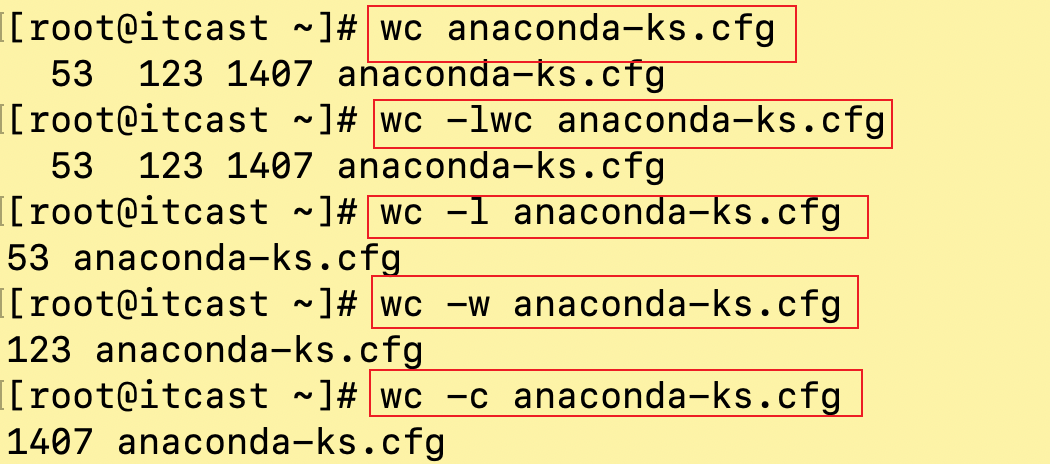 [root@itcast ~]# wc anaconda-ks.cfg
  53  123 1407 anaconda-ks.cfg
[root@itcast ~]# wc -lwc anaconda-ks.cfg
  53  123 1407 anaconda-ks.cfg
[root@itcast ~]# wc -l anaconda-ks.cfg
53 anaconda-ks.cfg
[root@itcast ~]# wc -w anaconda-ks.cfg
123 anaconda-ks.cfg
[root@itcast ~]# wc -c anaconda-ks.cfg
1407 anaconda-ks.cfg